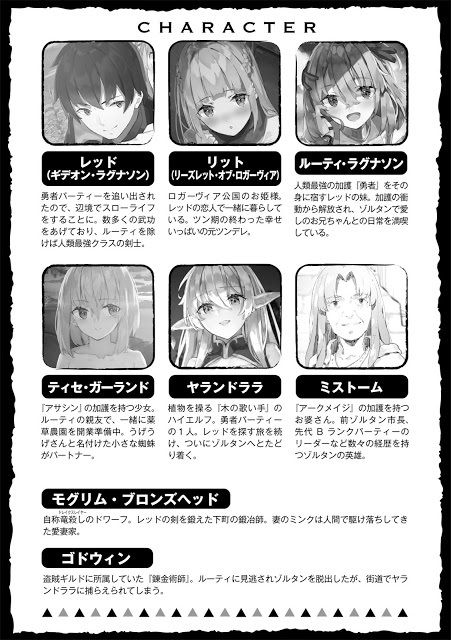 CHARACTER
レッド
(ギデオン・ラグナソン)
勇者パーティーを追い出され
たので、辺境でスローライフ
をすることに。数多くの武功
をあげており、ルーティを除
けば人類最強クラスの剣士。
リット
(リーズレット・オブ・ロガーヴィア)
ロガーヴィア公国のお姫様。
レッドの恋人で一緒に暮らし
ている。ツン期の終わった幸せ
いっぱいの元ツンデレ。
ルーティ・ラグナソン
人類最強の加護『勇者』をその
身に宿すレッドの妹。加護の衝
動から解放され、ゾルタンで愛
しのお兄ちゃんとの日常を満喫
している。
ティセ・ガーランド
『アサシン』の加護を持つ少女。
ルーティの親友で、一緒に薬
草農園を開業準備中。うげう
げさんと名付けた小さな蜘蛛
がパートナー。
ヤランドララ
植物を操る『木の歌い手』の
ハイエルフ。勇者パーティー
の1人。レッドを探す旅を続
け、ついにゾルタンへとたど
り着く。
ミストーム
『アークメイジ』の加護を持つ
お婆さん。前ゾルタン市長、
先代Bランクパーティーの
リーダーなど数々の経歴を持
つゾルタンの英雄。
モグリム・ブロンズヘッド
ドレイクスレイヤー
自称竜殺しのドワーフ。レッドの剣を鍛えた下町の鍛冶師。妻のミンクは人間で駆け落ちしてき
た愛妻家。
ゴドウィン
盗賊ギルドに所属していた『錬金術師』。ルーティに見逃されゾルタンを脱出したが、街道でヤラ
ンドララに捕らえられてしまう。